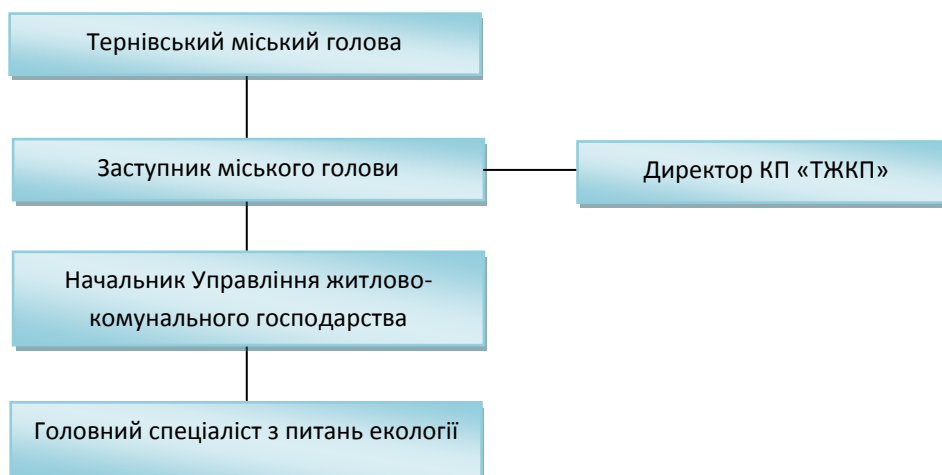 Тернівський міський голова
Заступник міського голови
Директор КП «ТЖКП»
Начальник Управління житлово-
комунального господарства
Головний спеціаліст з питань екології